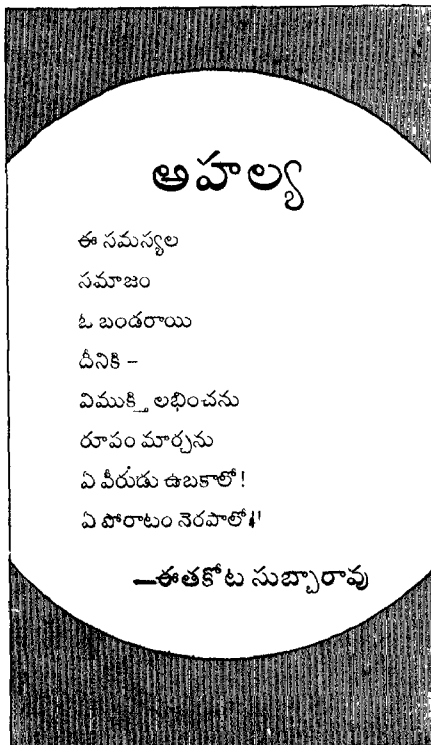 అహల్య
ఈ సమస్యల
సమాజం
ఓ బండరాయి
దీనికి –
విముక్తి లభించను
రూపం మార్చను
ఏ వీరుడు ఉబకాలో!
ఏ పోరాటం నెరపాలో!'
—ఈతకోట సుబ్బారావు